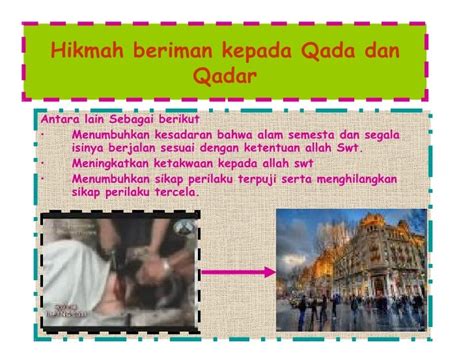 Hikmah beriman kepada Qada dan
Qadar
Antara lain Sebagai berikut
• Menumbuhkan kesadaran bahwa alam semesta dan segala
isinya berjalan sesuai dengan ketentuan allah Swt.
• Meningkatkan ketakwaan kepada allah swt
• Menumbuhkan sikap perilaku terpuji serta menghilangkan
sikap perilaku tercela.